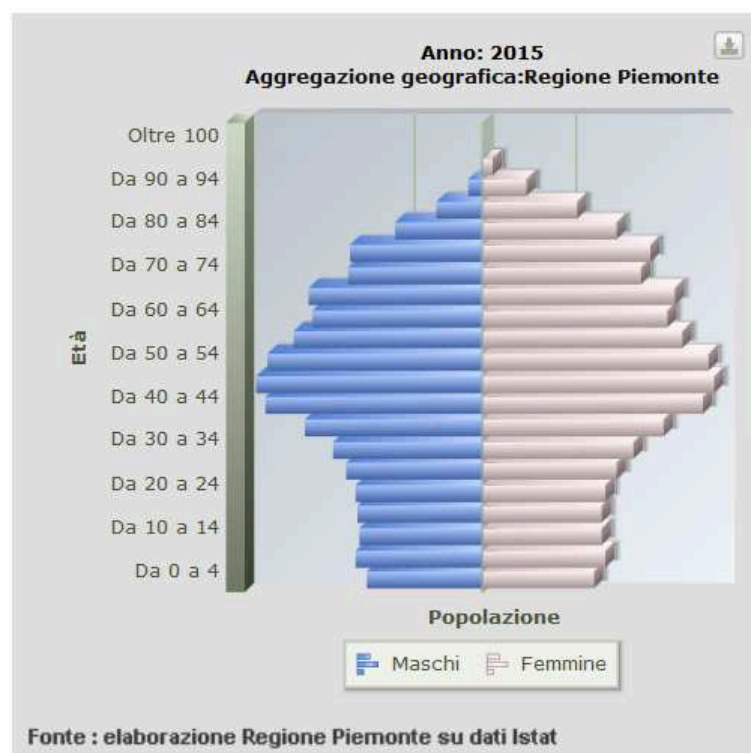 Anno: 2015
Aggregazione geografica:Regione Piemonte
Oltre 100
Da 90 a 94
Da 80 a 84
Da 70 a 74
Da 60 a 64
Da 50 a 54
Da 40 a 44
Da 30 a 34
Da 20 a 24
Da 10 a 14
Da 0 a 4
Età
Popolazione
Maschi Femmine
Fonte : elaborazione Regione Piemonte su dati Istat